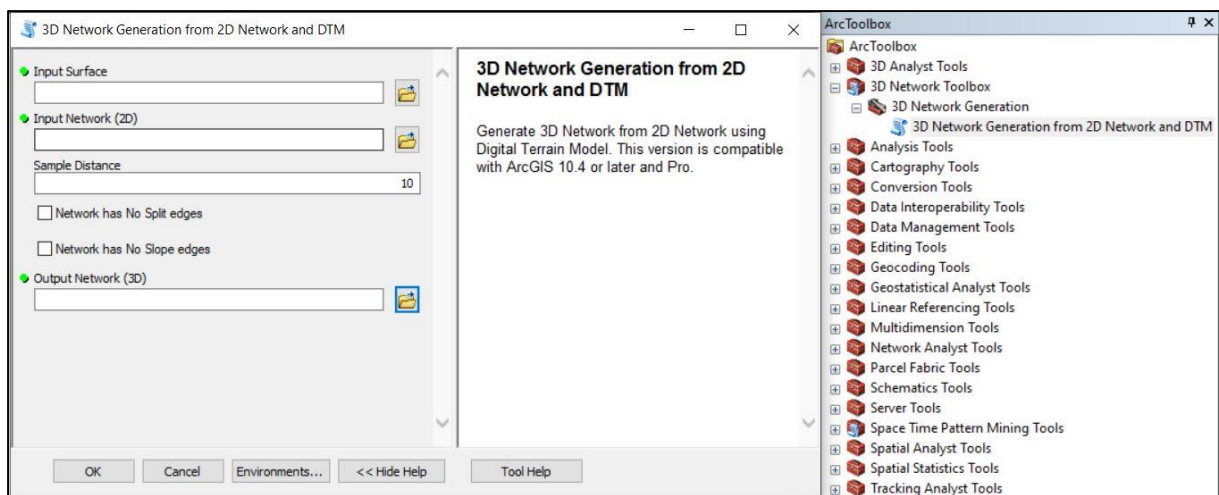 3D Network Generation from 2D Network and DTM
Input Surface
Input Network (2D)
Sample Distance
10
Network has No Split edges
Network has No Slope edges
Output Network (3D)
OK
Cancel
Environments...
<< Hide Help
3D Network Generation from 2D
Network and DTM
Generate 3D Network from 2D Network using
Digital Terrain Model. This version is compatible
with ArcGIS 10.4 or later and Pro.
Tool Help
ArcToolbox
ArcToolbox
3D Analyst Tools
3D Network Toolbox
3D Network Generation
3D Network Generation from 2D Network and DTM
Analysis Tools
Cartography Tools
Conversion Tools
Data Interoperability Tools
Data Management Tools
Editing Tools
Geocoding Tools
Geostatistical Analyst Tools
Linear Referencing Tools
Multidimension Tools
Network Analyst Tools
Parcel Fabric Tools
Schematics Tools
Server Tools
Space Time Pattern Mining Tools
Spatial Analyst Tools
Spatial Statistics Tools
Tracking Analyst Tools